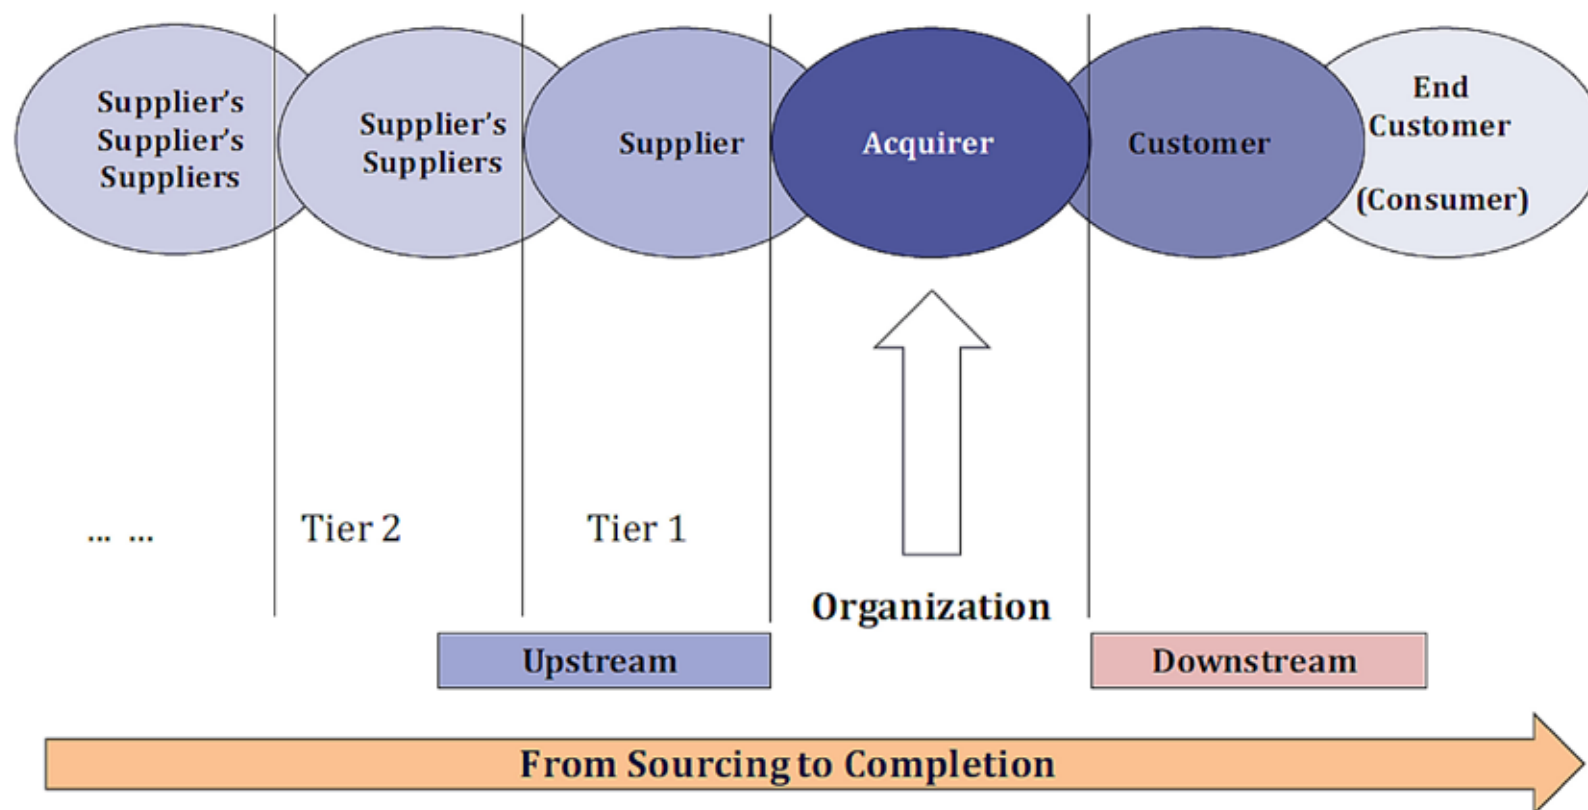 Supplier’s
Supplier’s
Suppliers
Supplier’s
Suppliers
Supplier
Acquirer
Customer
End
Customer
(Consumer)
... ...
Tier 2
Tier 1
Organization
Upstream
Downstream
From Sourcing to Completion